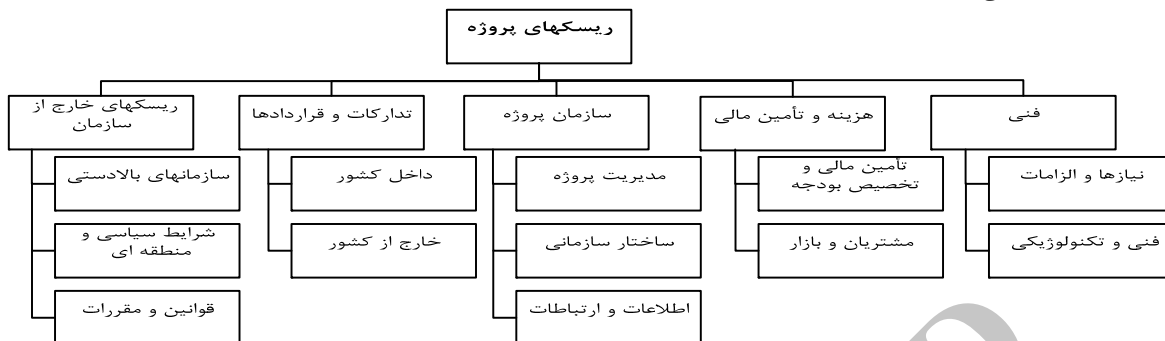 ریسکهای پروژه
فنی
نیازها و الزامات
فنی و تکنولوژیکی
هزینه و تأمین مالی
تأمین مالی و
تخصیص بودجه
مشتریان و بازار
سازمان پروژه
مدیریت پروژه
ساختار سازمانی
اطلاعات و ارتباطات
تدارکات و قراردادها
داخل کشور
خارج از کشور
ریسکهای خارج از
سازمان
سازمانهای بالادستی
شرایط سیاسی و
منطقه ای
قوانین و مقررات